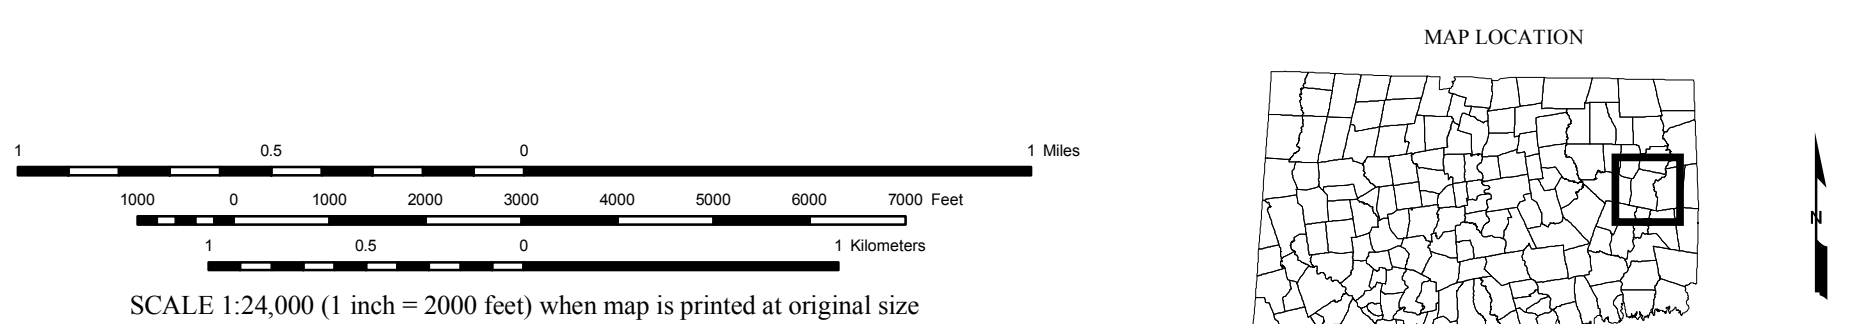 MAP LOCATION
1 0.5 0 1 Miles
1000 0 1000 2000 3000 4000 5000 6000 7000 Feet
1 0.5 0 1 Kilometers
N
SCALE 1:24,000 (1 inch = 2000 feet) when map is printed at original size